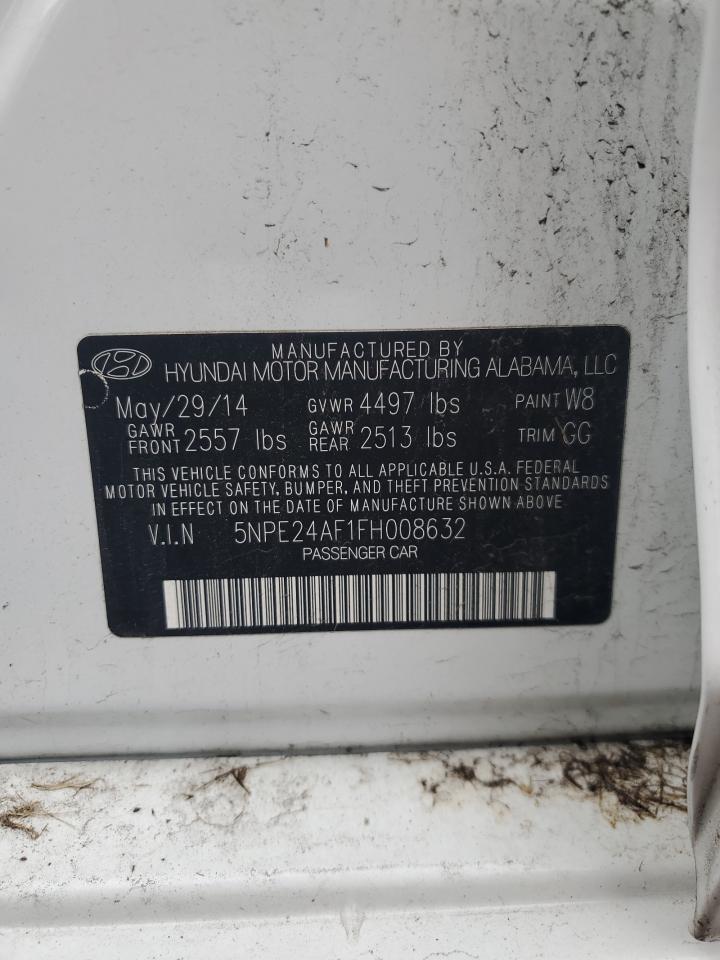 MANUFACTURED BY
HYUNDAI MOTOR MANUFACTURING ALABAMA, LLC
May/29/14 GVWR 4497 lbs PAINT W8
GAWR FRONT 2557 lbs GAWR REAR 2513 lbs TRIM GG
THIS VEHICLE CONFORMS TO ALL APPLICABLE U.S.A. FEDERAL
MOTOR VEHICLE SAFETY, BUMPER, AND THEFT PREVENTION STANDARDS
IN EFFECT ON THE DATE OF MANUFACTURE SHOWN ABOVE
V.I.N 5NPE24AF1FH008632
PASSENGER CAR